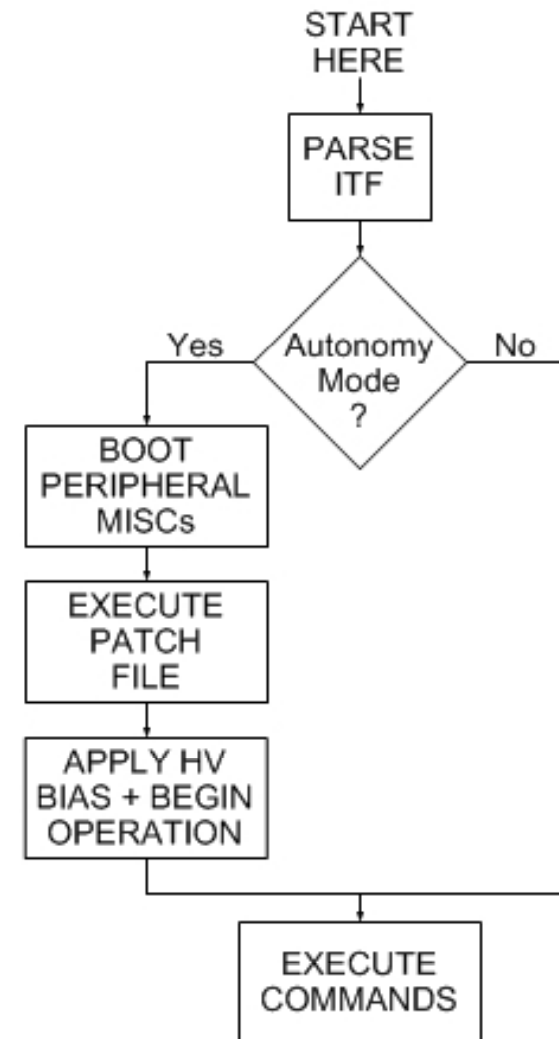 START
HERE
PARSE
ITF
Autonomy
Mode
?
Yes
No
BOOT
PERIPHERAL
MISCs
EXECUTE
PATCH
FILE
APPLY HV
BIAS + BEGIN
OPERATION
EXECUTE
COMMANDS